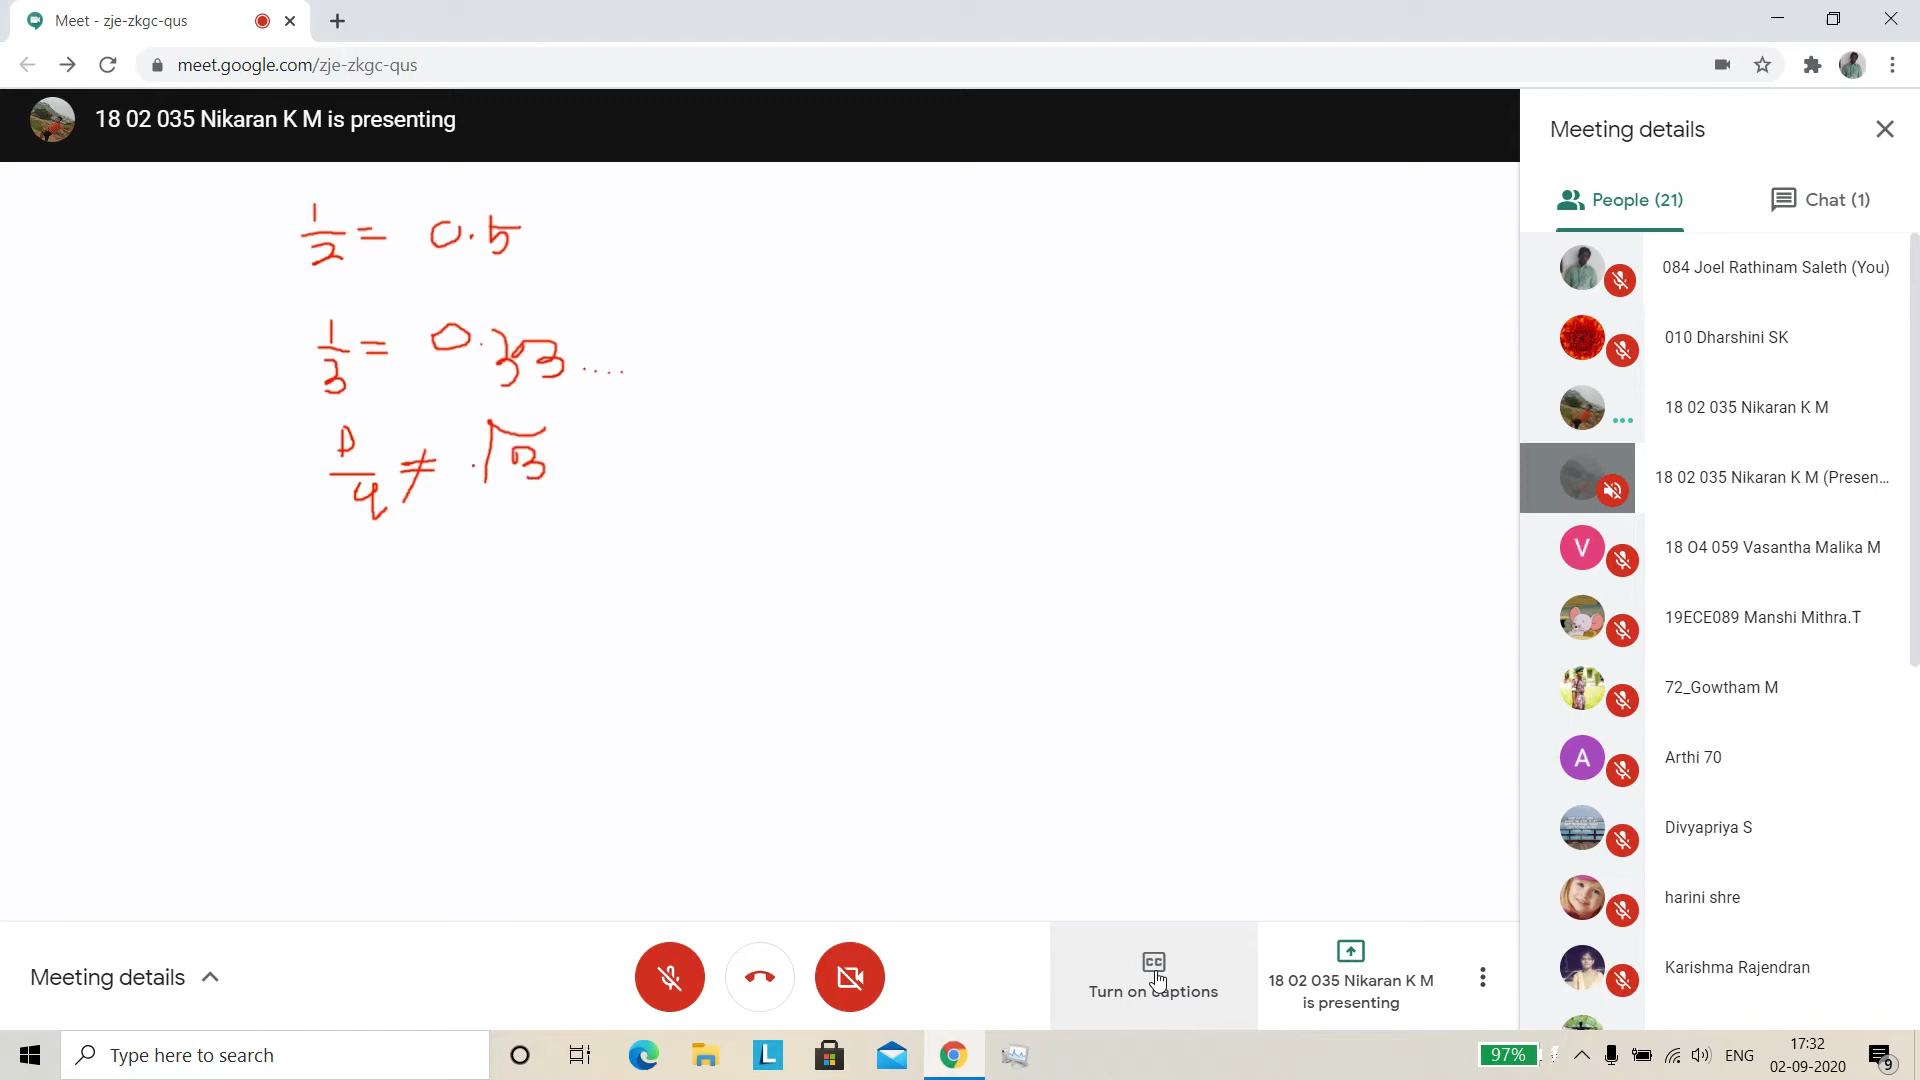 Meet - zje-zkgc-qus
meet.google.com/zje-zkgc-qus
18 02 035 Nikaran K M is presenting
1/2 = 0.5
1/3 = 0.33....
p/q ≠ √3
Meeting details
People (21)
Chat (1)
084 Joel Rathinam Saleth (You)
010 Dharshini SK
18 02 035 Nikaran K M
18 02 035 Nikaran K M (Presen...
V
18 O4 059 Vasantha Malika M
19ECE089 Manshi Mithra.T
72_Gowtham M
A
Arthi 70
Divyapriya S
harini shre
Karishma Rajendran
Meeting details
CC
Turn on captions
18 02 035 Nikaran K M
is presenting
Type here to search
L
97%
ENG
17:32
02-09-2020
9